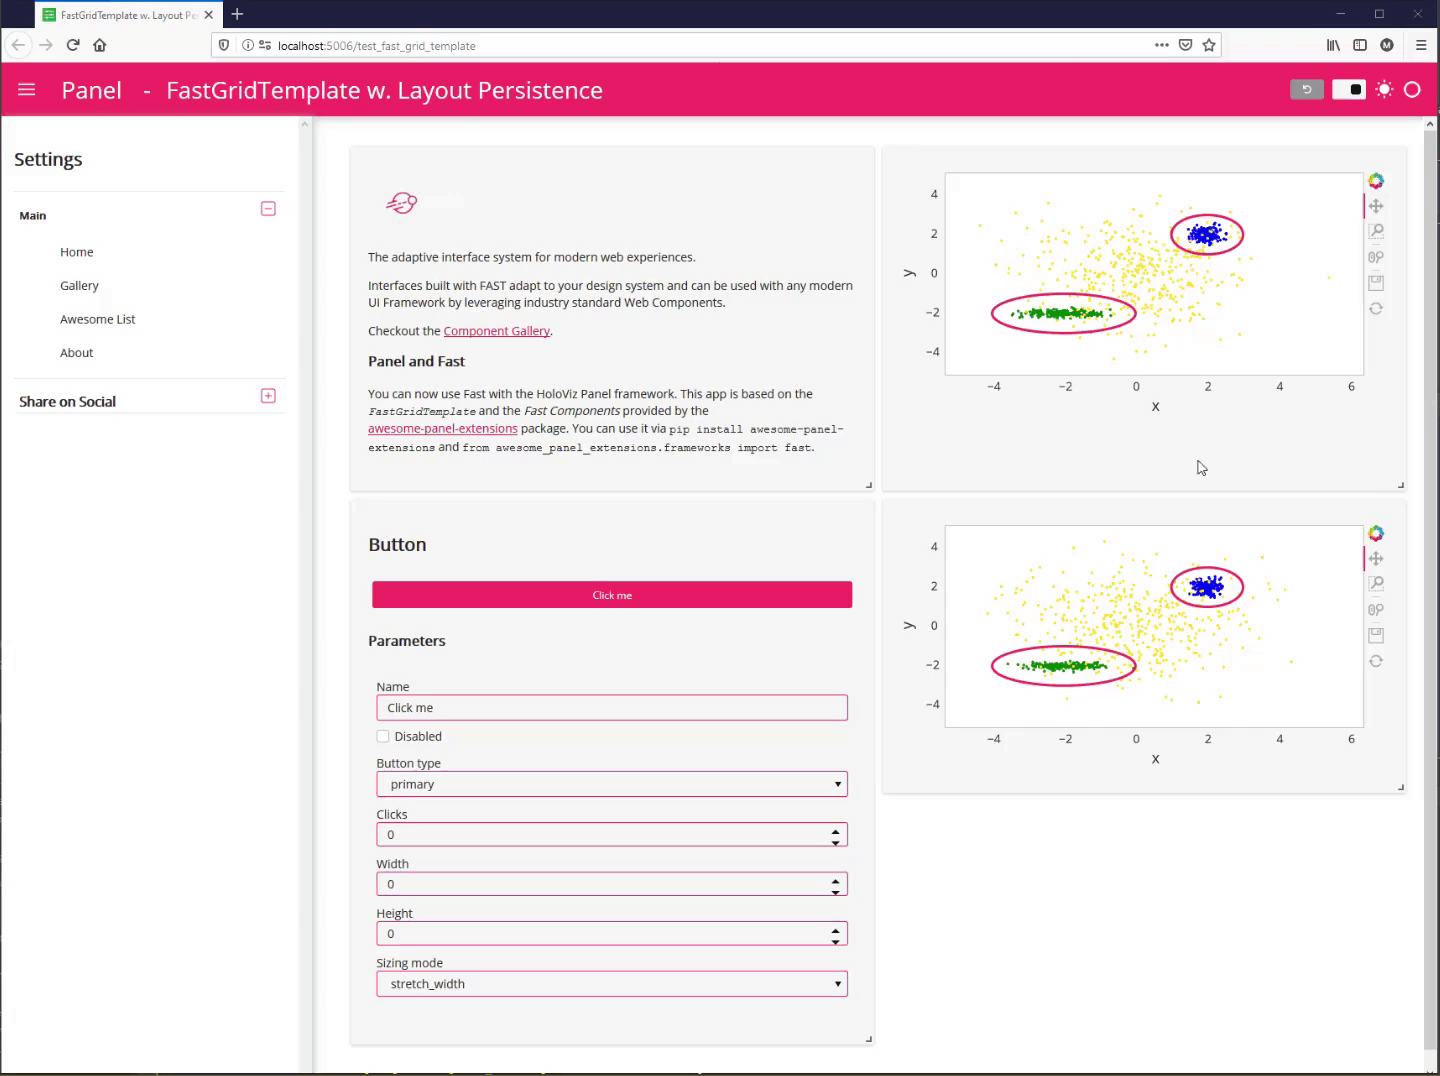 FastGridTemplate w. Layout Pe
localhost:5006/test_fast_grid_template
M
Panel - FastGridTemplate w. Layout Persistence
Settings
Main
Home
Gallery
Awesome List
About
Share on Social
The adaptive interface system for modern web experiences.
Interfaces built with FAST adapt to your design system and can be used with any modern
UI Framework by leveraging industry standard Web Components.
Checkout the Component Gallery.
Panel and Fast
You can now use Fast with the HoloViz Panel framework. This app is based on the
FastGridTemplate and the Fast Components provided by the
awesome-panel-extensions package. You can use it via pip install awesome-panel-
extensions and from awesome_panel_extensions.frameworks import fast.
4
2
0
−2
−4
y
−4 −2 0 2 4 6
x
Button
Click me
Parameters
Name
Click me
Disabled
Button type
primary
Clicks
0
Width
0
Height
0
Sizing mode
stretch_width
4
2
0
−2
−4
y
−4 −2 0 2 4 6
x